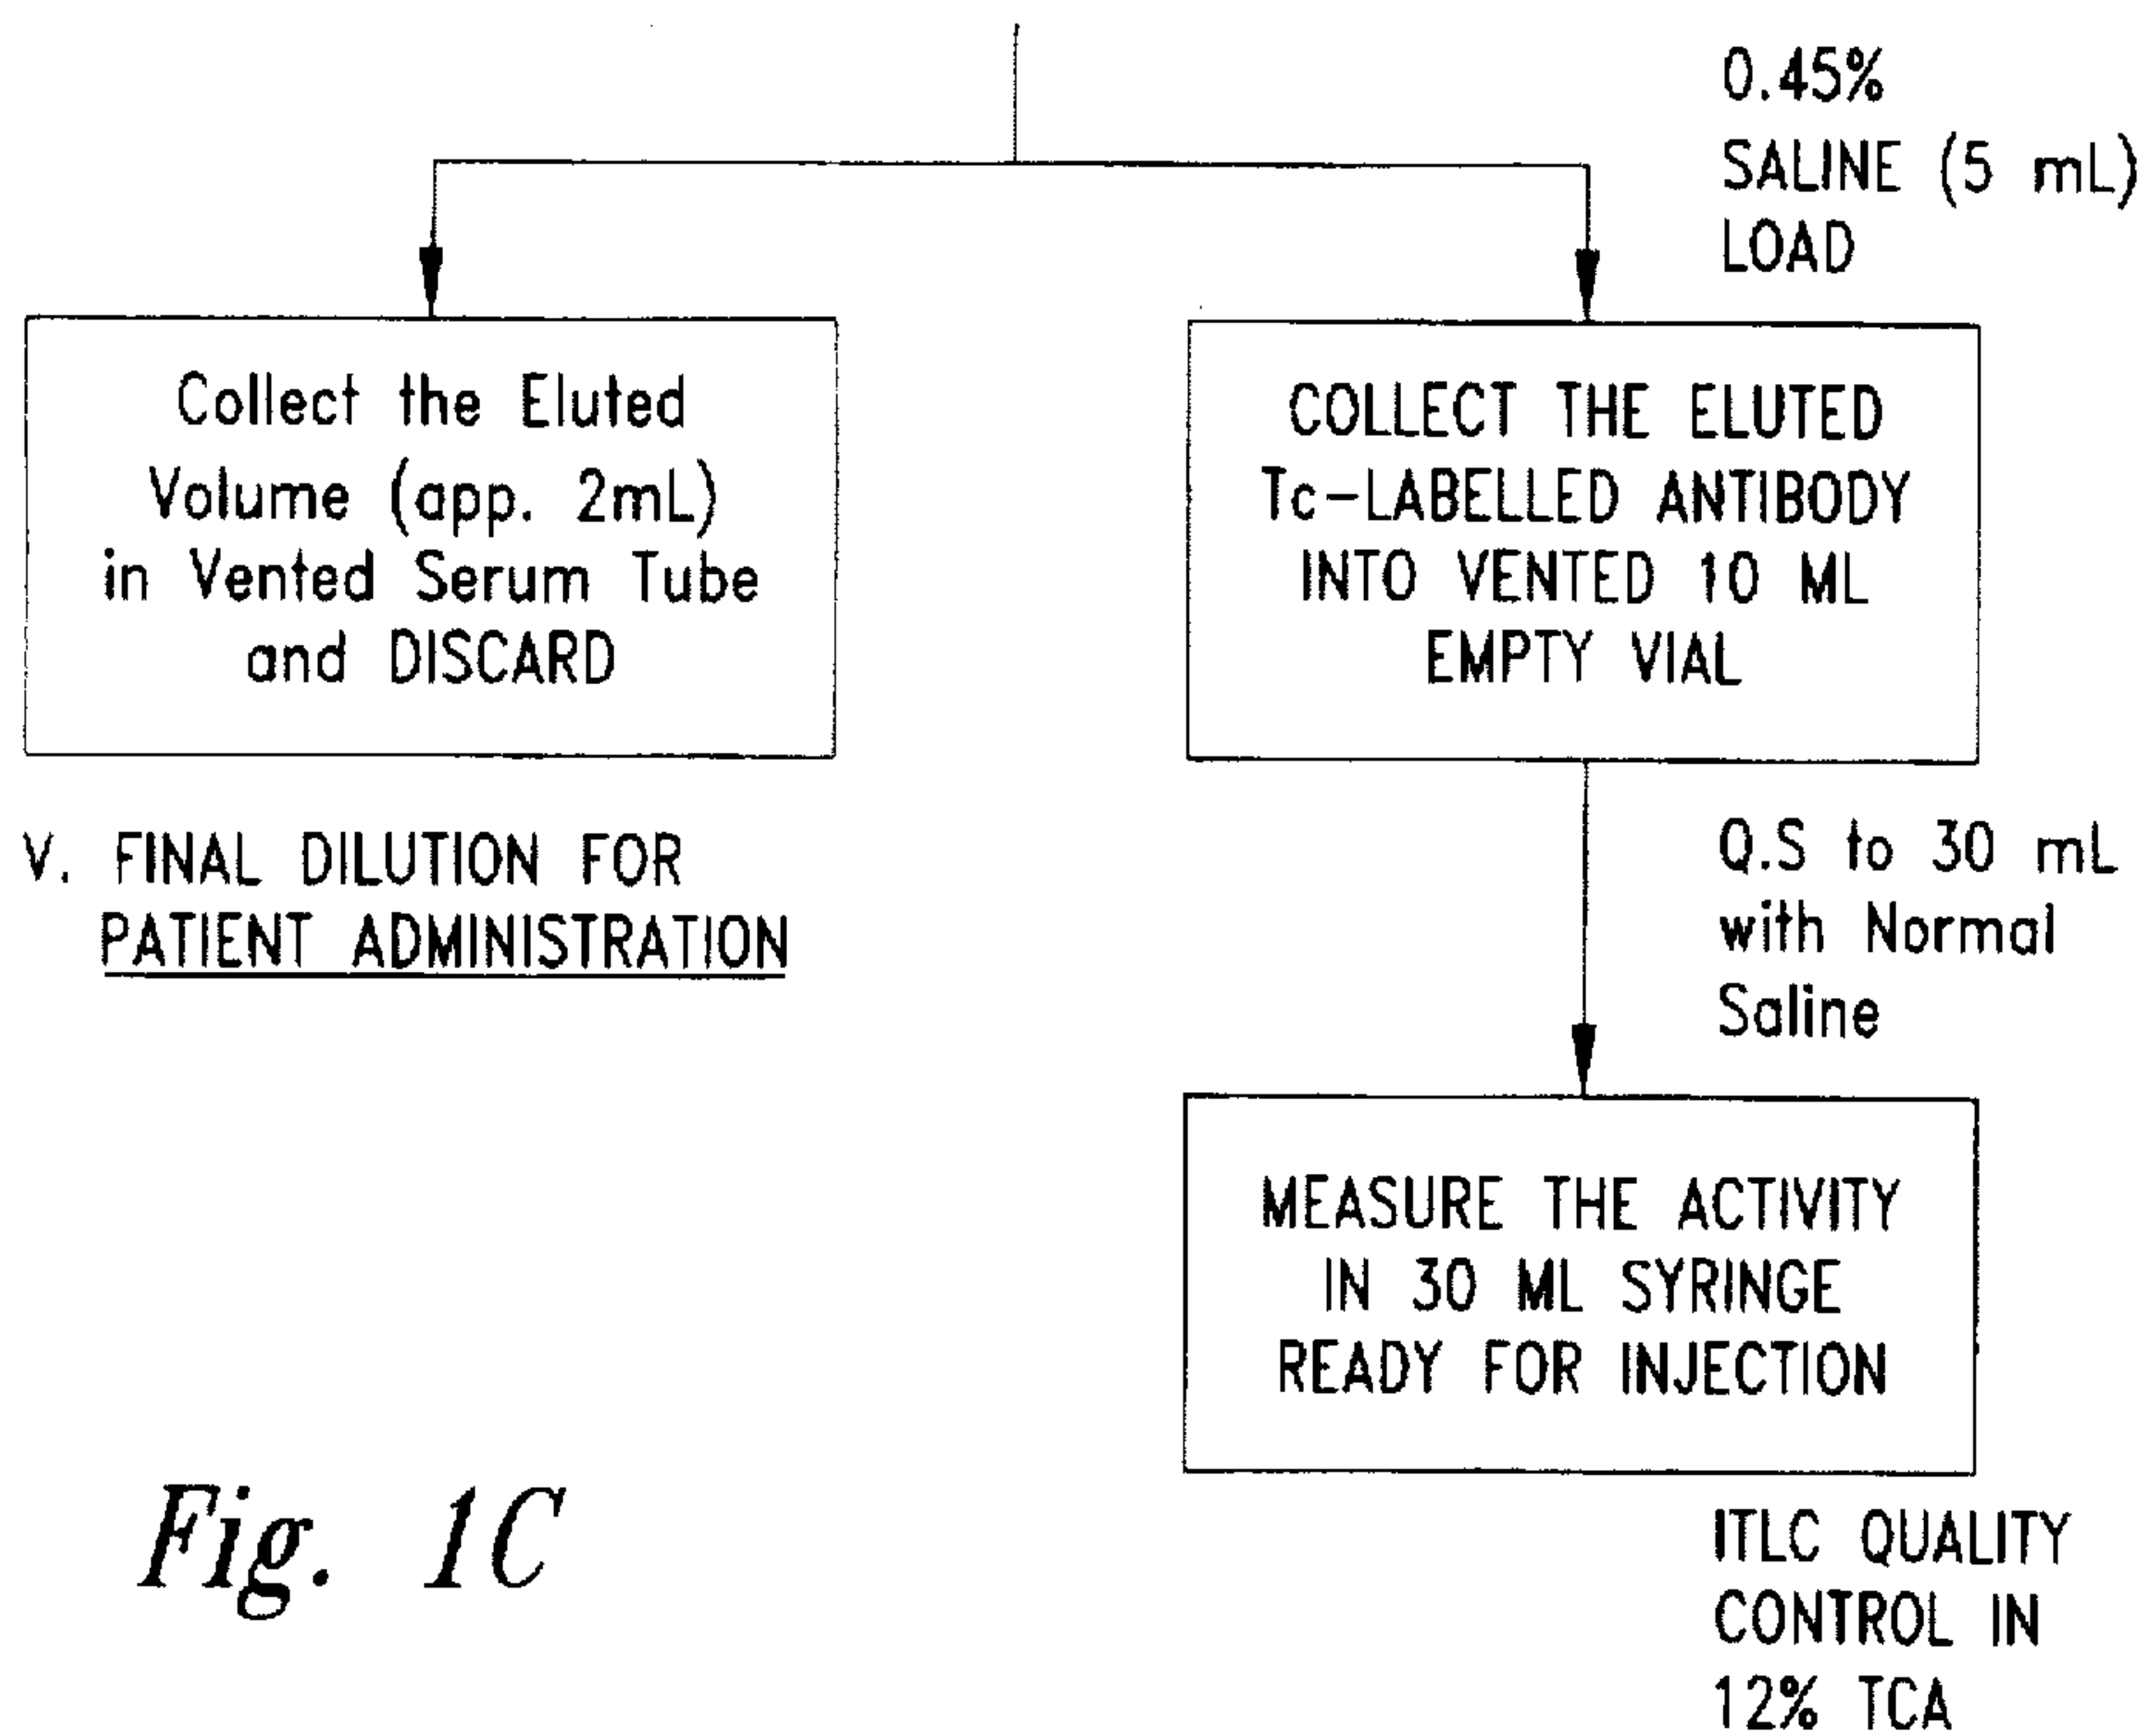 0.45%
SALINE (5 mL)
LOAD
Collect the Eluted
Volume (app. 2mL)
in Vented Serum Tube
and DISCARD
COLLECT THE ELUTED
Tc-LABELLED ANTIBODY
INTO VENTED 10 ML
EMPTY VIAL
V. FINAL DILUTION FOR
PATIENT ADMINISTRATION
Q.S to 30 mL
with Normal
Saline
MEASURE THE ACTIVITY
IN 30 ML SYRINGE
READY FOR INJECTION
ITLC QUALITY
CONTROL IN
12% TCA
Fig. 1C